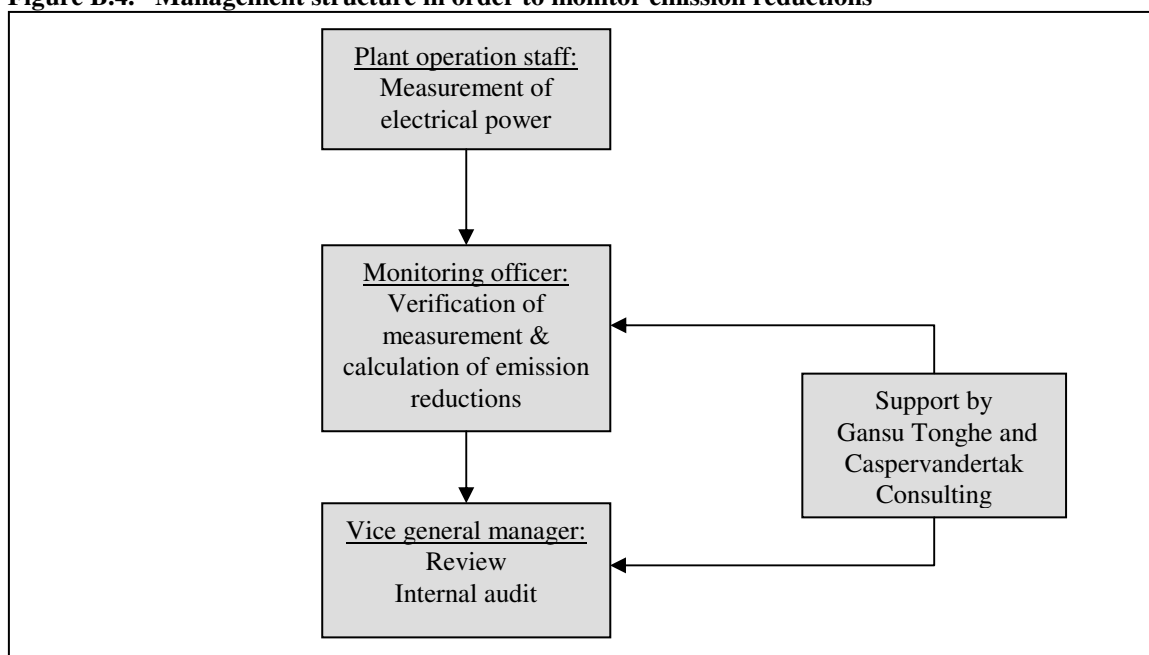 Figure B.4. Management structure in order to monitor emission reductions
Plant operation staff:
Measurement of
electrical power
Monitoring officer:
Verification of
measurement &
calculation of emission
reductions
Support by
Gansu Tonghe and
Caspervandertak
Consulting
Vice general manager:
Review
Internal audit